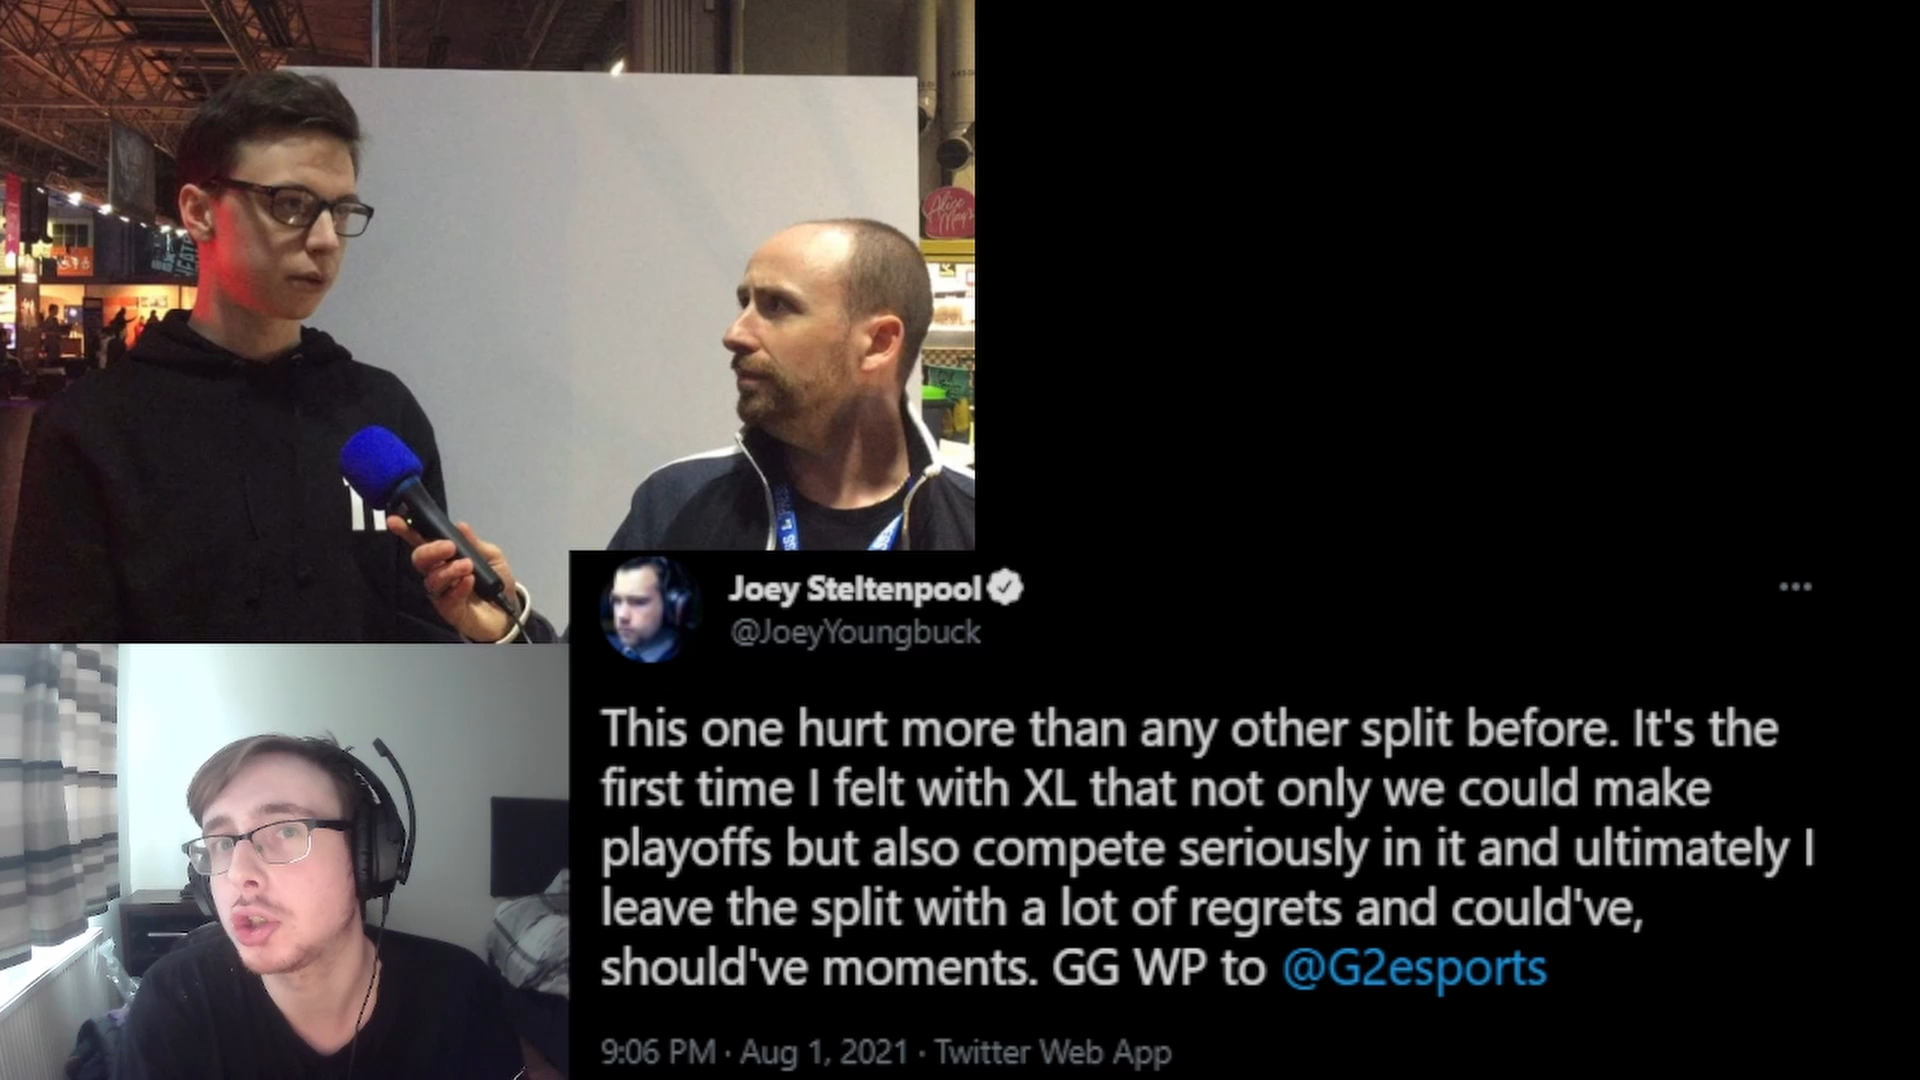 Alice
May's
Joey Steltenpool
@JoeyYoungbuck
This one hurt more than any other split before. It's the
first time I felt with XL that not only we could make
playoffs but also compete seriously in it and ultimately I
leave the split with a lot of regrets and could've,
should've moments. GG WP to @G2esports
9:06 PM · Aug 1, 2021 · Twitter Web App